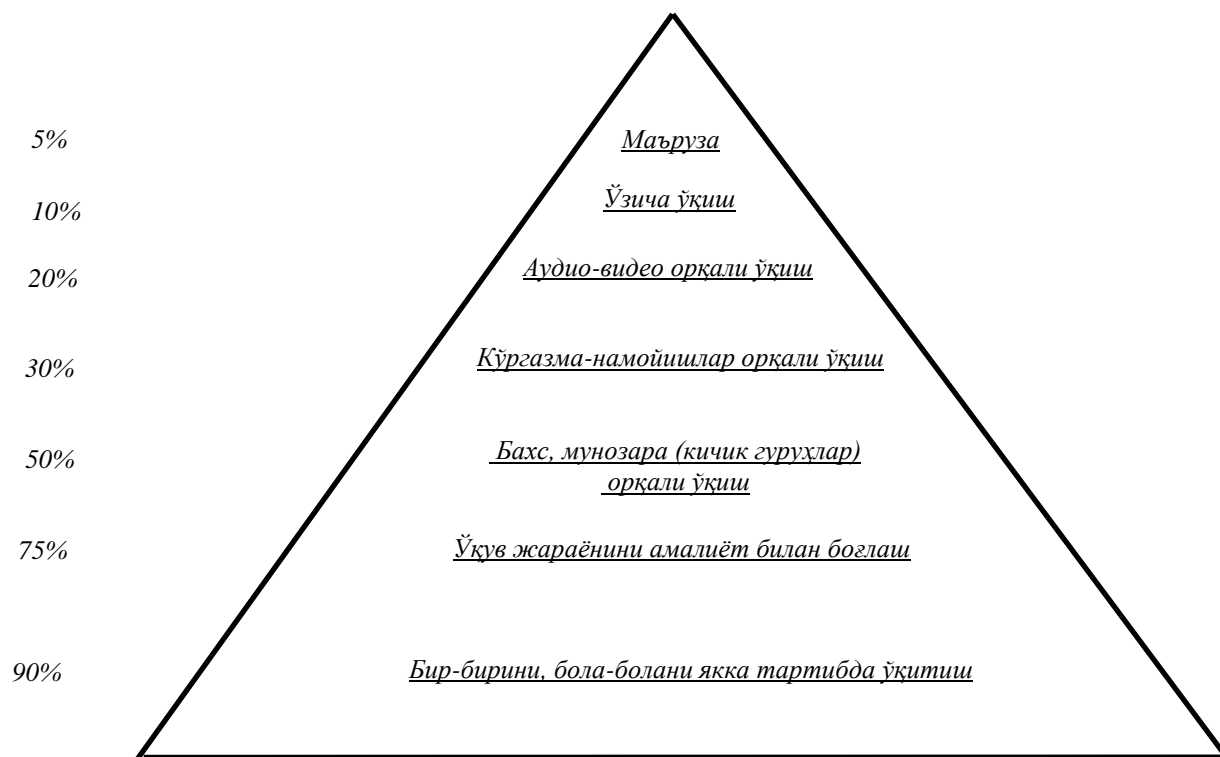 5% Маъруза
10% Ўзича ўқиш
20% Аудио-видео орқали ўқиш
30% Кўргазма-намойишлар орқали ўқиш
50% Бахс, мунозара (кичик гуруҳлар)
орқали ўқиш
75% Ўқув жараёнини амалиёт билан боғлаш
90% Бир-бирини, бола-болани якка тартибда ўқитиш